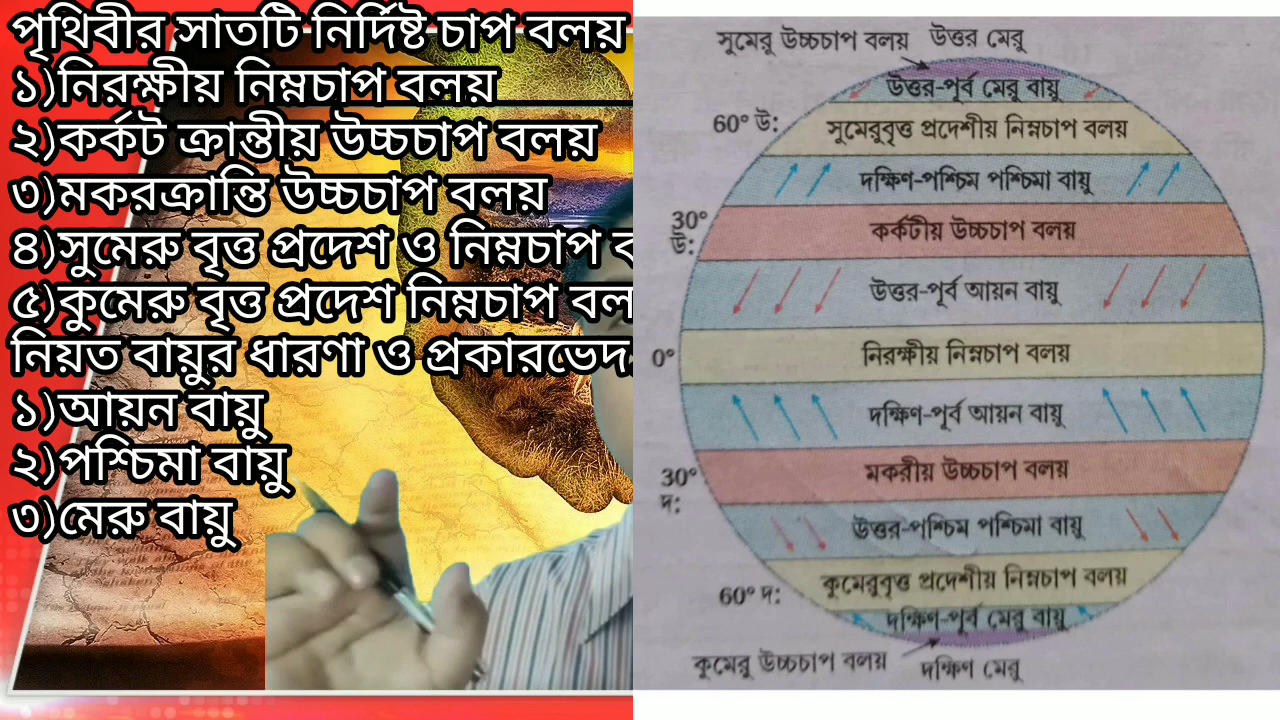 পৃথিবীর সাতটি নির্দিষ্ট চাপ বলয়
১)নিরক্ষীয় নিম্নচাপ বলয়
২)কর্কট ক্রান্তীয় উচ্চচাপ বলয়
৩)মকরক্রান্তি উচ্চচাপ বলয়
৪)সুমেরু বৃত্ত প্রদেশ ও নিম্নচাপ ব
৫)কুমেরু বৃত্ত প্রদেশ নিম্নচাপ বল
নিয়ত বায়ুর ধারণা ও প্রকারভেদ
১)আয়ন বায়ু
২)পশ্চিমা বায়ু
৩)মেরু বায়ু
সুমেরু উচ্চচাপ বলয় উত্তর মেরু
উত্তর-পূর্ব মেরু বায়ু
60° উ:
সুমেরুবৃত্ত প্রদেশীয় নিম্নচাপ বলয়
দক্ষিণ-পশ্চিম পশ্চিমা বায়ু
30°
উ:
কর্কটীয় উচ্চচাপ বলয়
উত্তর-পূর্ব আয়ন বায়ু
0°
নিরক্ষীয় নিম্নচাপ বলয়
দক্ষিণ-পূর্ব আয়ন বায়ু
মকরীয় উচ্চচাপ বলয়
30°
দ:
উত্তর-পশ্চিম পশ্চিমা বায়ু
কুমেরুবৃত্ত প্রদেশীয় নিম্নচাপ বলয়
60° দ:
দক্ষিণ-পূর্ব মেরু বায়ু
কুমেরু উচ্চচাপ বলয় দক্ষিণ মেরু